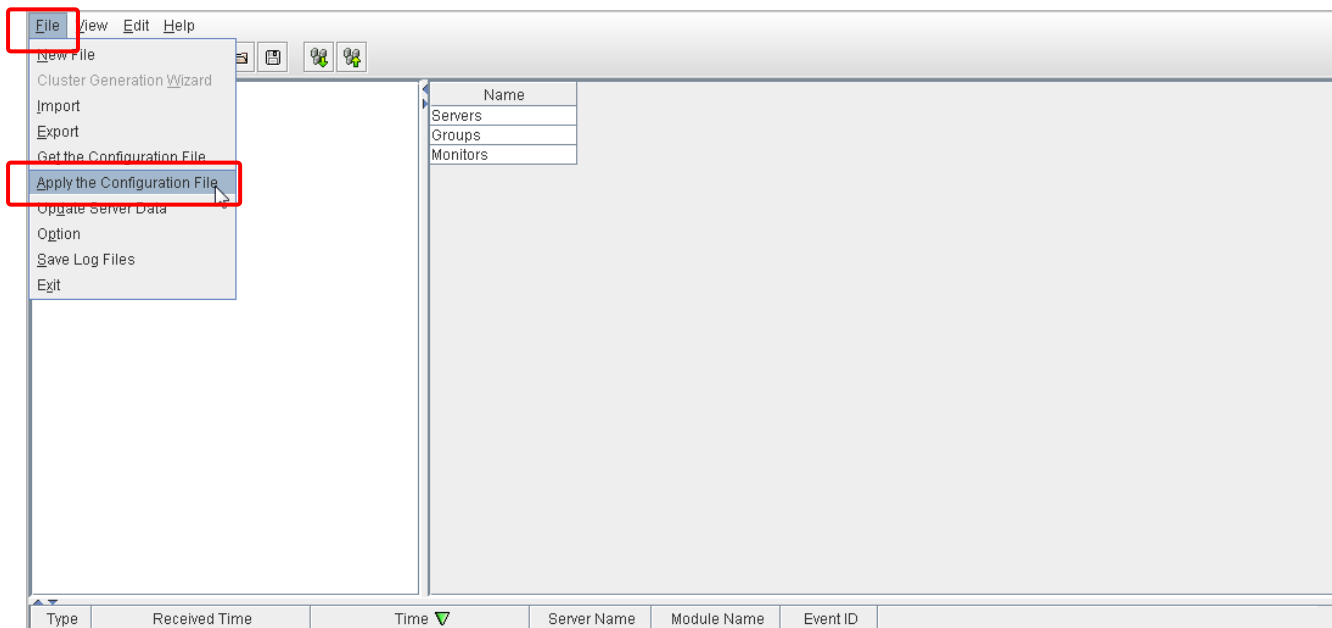 File View Edit Help
New File
Cluster Generation Wizard
Import
Export
Get the Configuration File
Apply the Configuration File
Update Server Data
Option
Save Log Files
Exit
Name
Servers
Groups
Monitors
Type Received Time Time Server Name Module Name Event ID